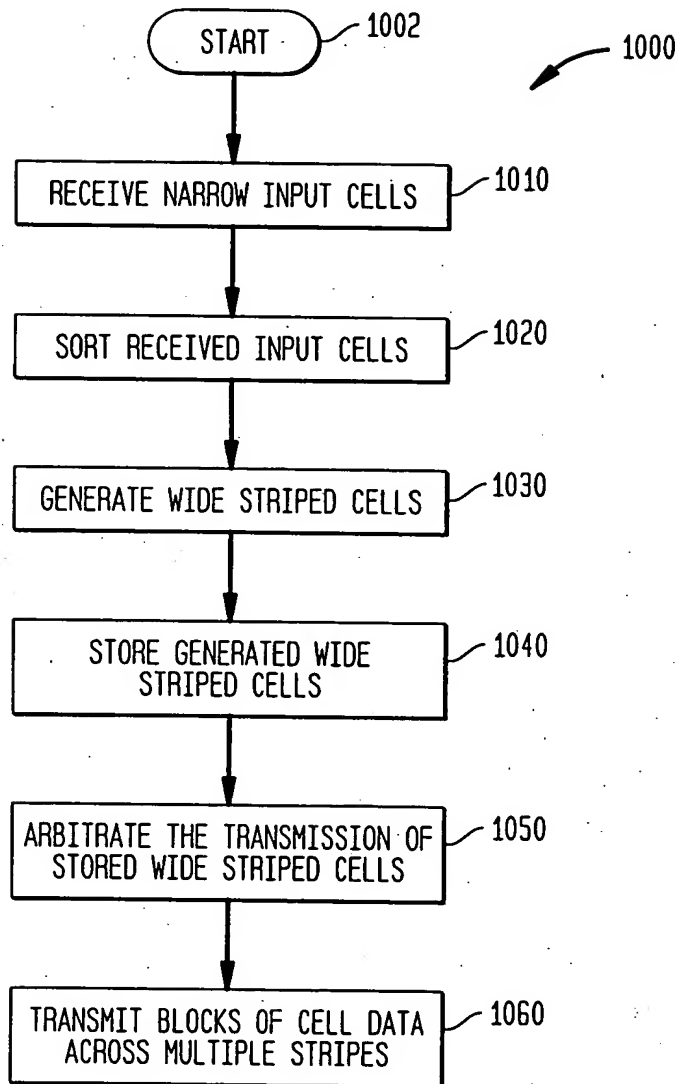 START
1002
1000
RECEIVE NARROW INPUT CELLS
1010
SORT RECEIVED INPUT CELLS
1020
GENERATE WIDE STRIPED CELLS
1030
STORE GENERATED WIDE
STRIPED CELLS
1040
ARBITRATE THE TRANSMISSION OF
STORED WIDE STRIPED CELLS
1050
TRANSMIT BLOCKS OF CELL DATA
ACROSS MULTIPLE STRIPES
1060